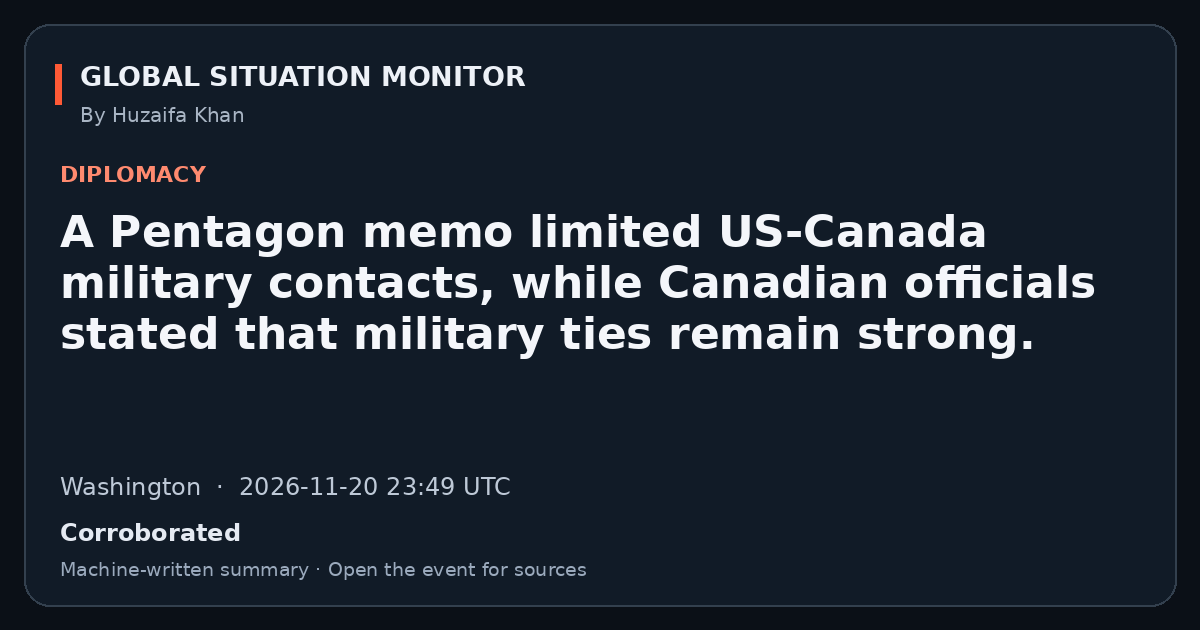 GLOBAL SITUATION MONITOR
By Huzaifa Khan
DIPLOMACY
A Pentagon memo limited US-Canada
military contacts, while Canadian officials
stated that military ties remain strong.
Washington · 2026-11-20 23:49 UTC
Corroborated
Machine-written summary · Open the event for sources